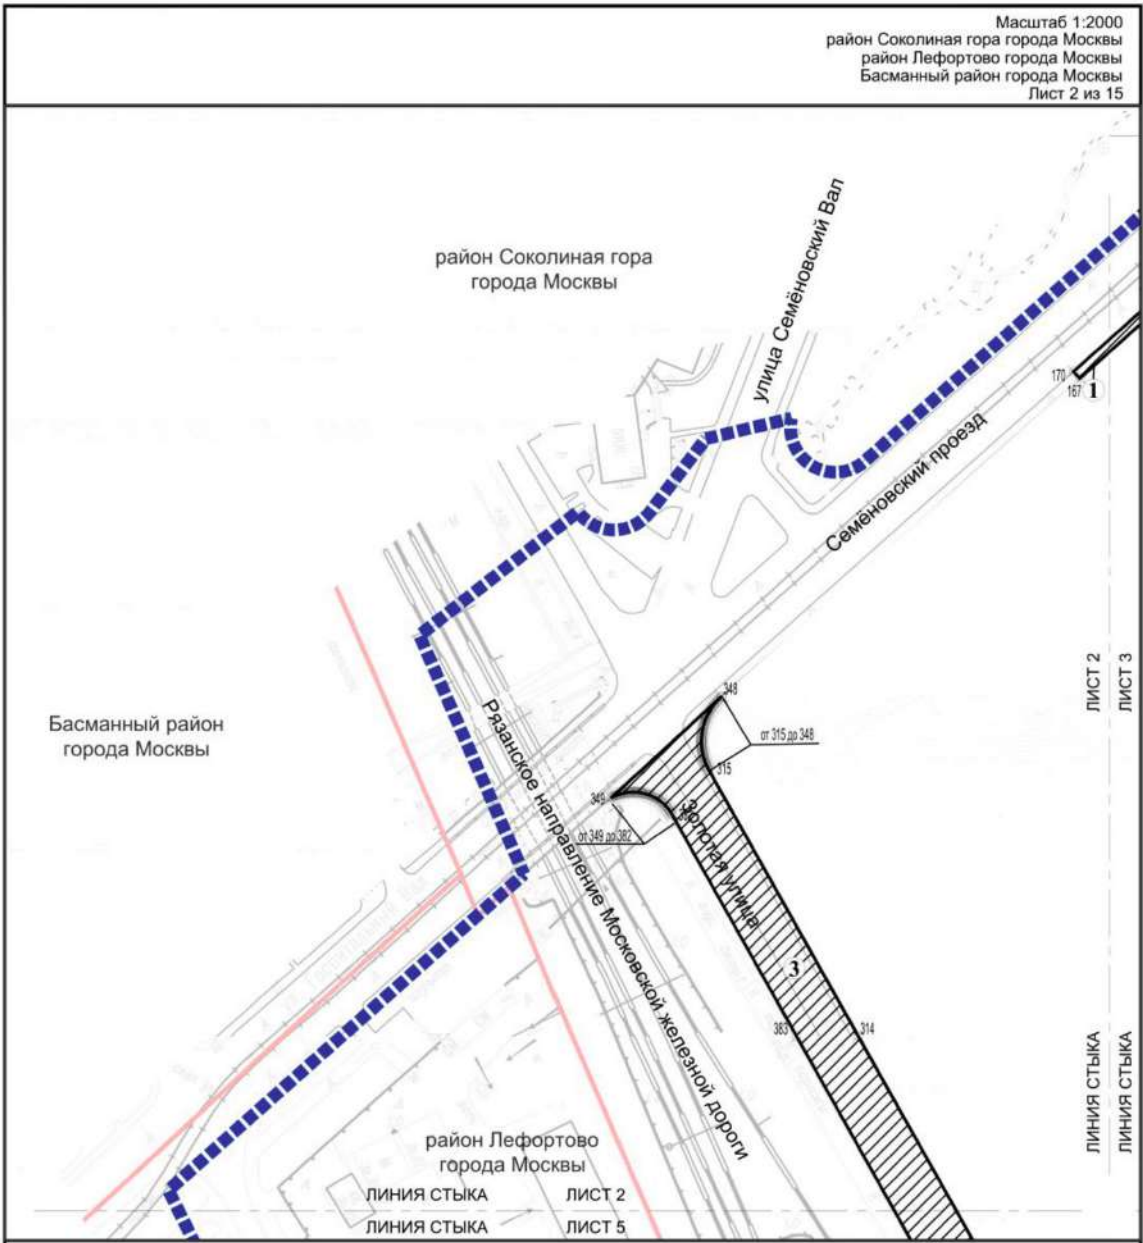 Масштаб 1:2000
район Соколиная гора города Москвы
район Лефортово города Москвы
Басманный район города Москвы
Лист 2 из 15
район Соколиная гора
города Москвы
улица Семёновский Вал
170
167
1
Семёновский проезд
ЛИСТ 2
ЛИСТ 3
348
от 315 до 348
315
Басманный район
города Москвы
Рязанское направление Московской железной дороги
349
от 349 до 382
Золотая улица
3
383
314
ЛИНИЯ СТЫКА
ЛИНИЯ СТЫКА
район Лефортово
города Москвы
ЛИНИЯ СТЫКА ЛИСТ 2
ЛИНИЯ СТЫКА ЛИСТ 5